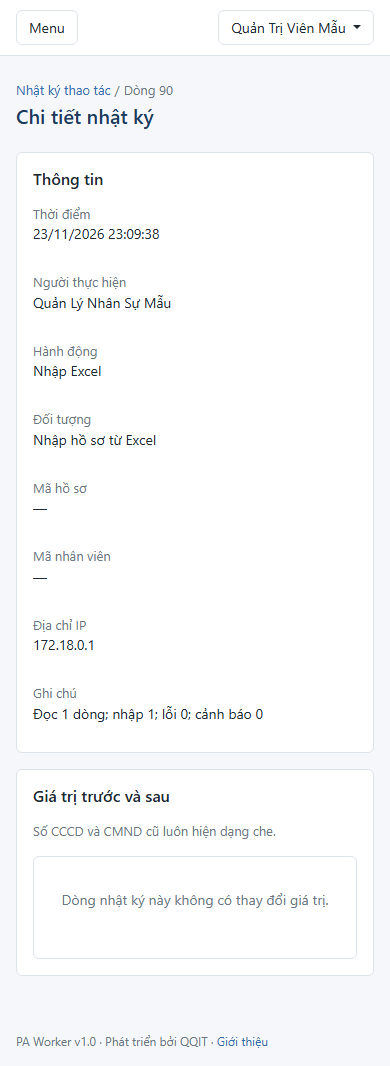 Menu
Quản Trị Viên Mẫu
Nhật ký thao tác / Dòng 90
Chi tiết nhật ký
Thông tin
Thời điểm
23/11/2026 23:09:38
Người thực hiện
Quản Lý Nhân Sự Mẫu
Hành động
Nhập Excel
Đối tượng
Nhập hồ sơ từ Excel
Mã hồ sơ
—
Mã nhân viên
—
Địa chỉ IP
172.18.0.1
Ghi chú
Đọc 1 dòng; nhập 1; lỗi 0; cảnh báo 0
Giá trị trước và sau
Số CCCD và CMND cũ luôn hiện dạng che.
Dòng nhật ký này không có thay đổi giá trị.
PA Worker v1.0 · Phát triển bởi QQIT · Giới thiệu